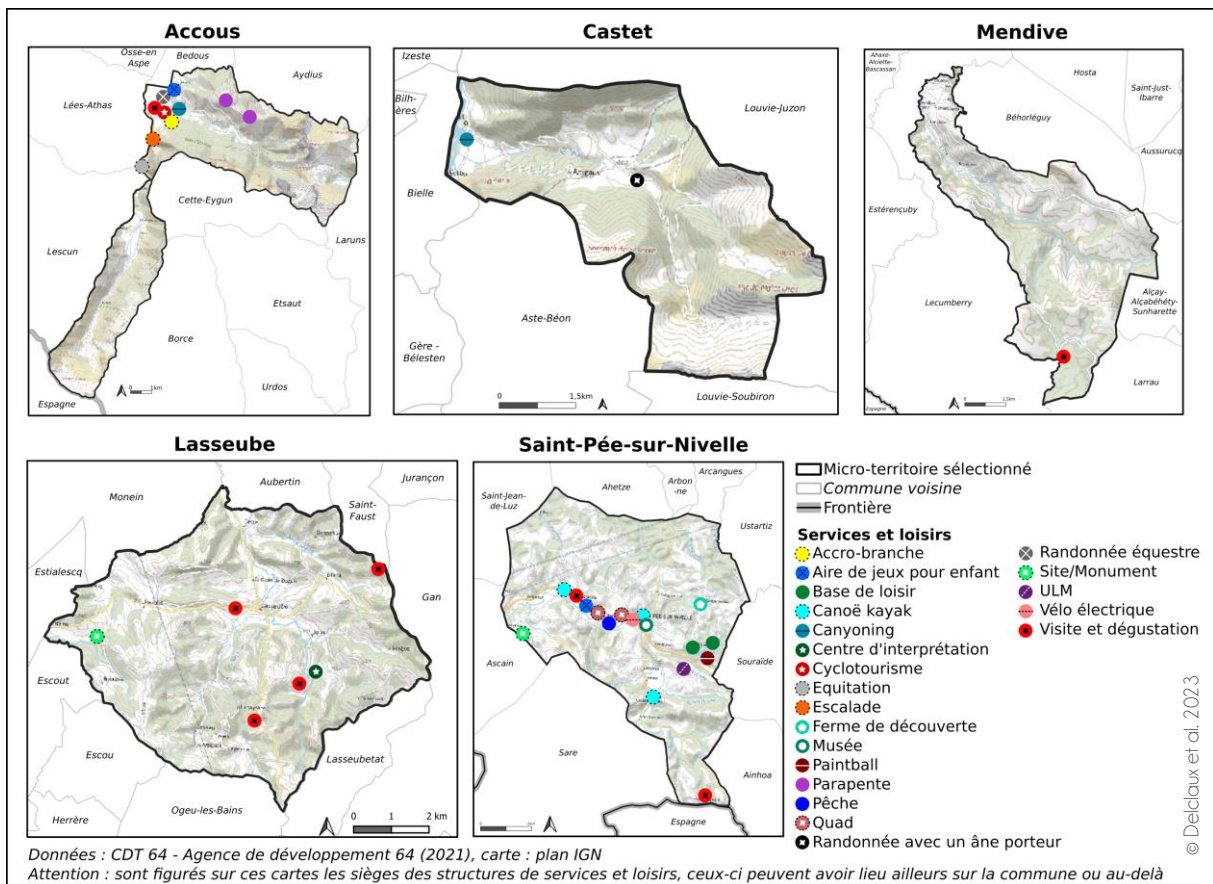 Accous
Castet
Mendive
Osse-en
Aspe
Bedous
Aydius
Lées-Athas
Cette-Eygun
Laruns
Lescun
Etsaut
Borce
Urdos
Espagne
1km
Izeste
Bilh-
ères
Louvie-Juzon
Bielle
Aste-Béon
Gère -
Bélesten
Louvie-Soubiron
0 1,5km
Ahaxe-
Alciette-
Bascassan
Hosta
Saint-Just-
Ibarre
Béhorléguy
Aussurucq
Estérençuby
Lecumberry
Alçay-
Alçabéhéty-
Sunharette
Larrau
Espagne
0 1,5km
Lasseube
Saint-Pée-sur-Nivelle
Monein
Aubertin
Jurançon
Saint-
Faust
Estialescq
Gan
Lasseube
Escout
Escou
Lasseubetat
Herrère
Ogeu-les-Bains
0 1 2 km
Saint-Jean-
de-Luz
Ahetze
Arbon
-ne
Arcangues
Ustartiz
Ascain
Souraïde
Sare
Ainhoa
Espagne
Micro-territoire sélectionné
Commune voisine
Frontière
Services et loisirs
Accro-branche
Aire de jeux pour enfant
Base de loisir
Canoë kayak
Canyoning
Centre d'interprétation
Cyclotourisme
Equitation
Escalade
Ferme de découverte
Musée
Paintball
Parapente
Pêche
Quad
Randonnée avec un âne porteur
Randonnée équestre
Site/Monument
ULM
Vélo électrique
Visite et dégustation
© Delclaux et al. 2023
Données : CDT 64 - Agence de développement 64 (2021), carte : plan IGN
Attention : sont figurés sur ces cartes les sièges des structures de services et loisirs, ceux-ci peuvent avoir lieu ailleurs sur la commune ou au-delà